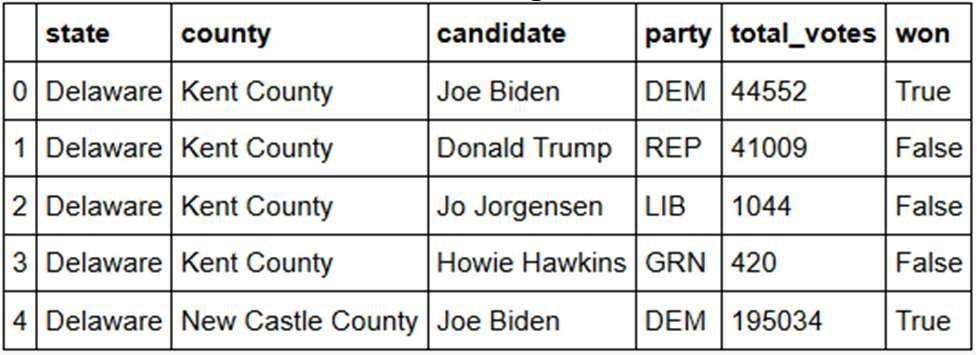 state county candidate party total_votes won
0 Delaware Kent County Joe Biden DEM 44552 True
1 Delaware Kent County Donald Trump REP 41009 False
2 Delaware Kent County Jo Jorgensen LIB 1044 False
3 Delaware Kent County Howie Hawkins GRN 420 False
4 Delaware New Castle County Joe Biden DEM 195034 True